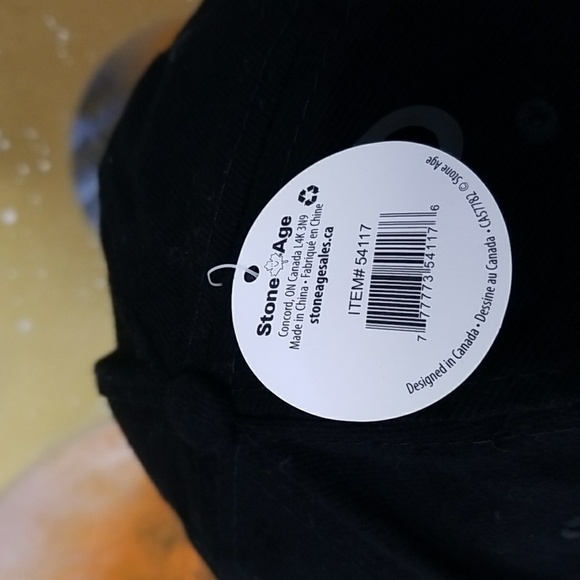 Stone Age
Concord, ON Canada L4K 3N9
Made in China • Fabriqué en Chine
stoneagesales.ca
ITEM# 54117
7 77773 54117 6
Designed in Canada • Dessine au Canada • CA57782 © Stone Age